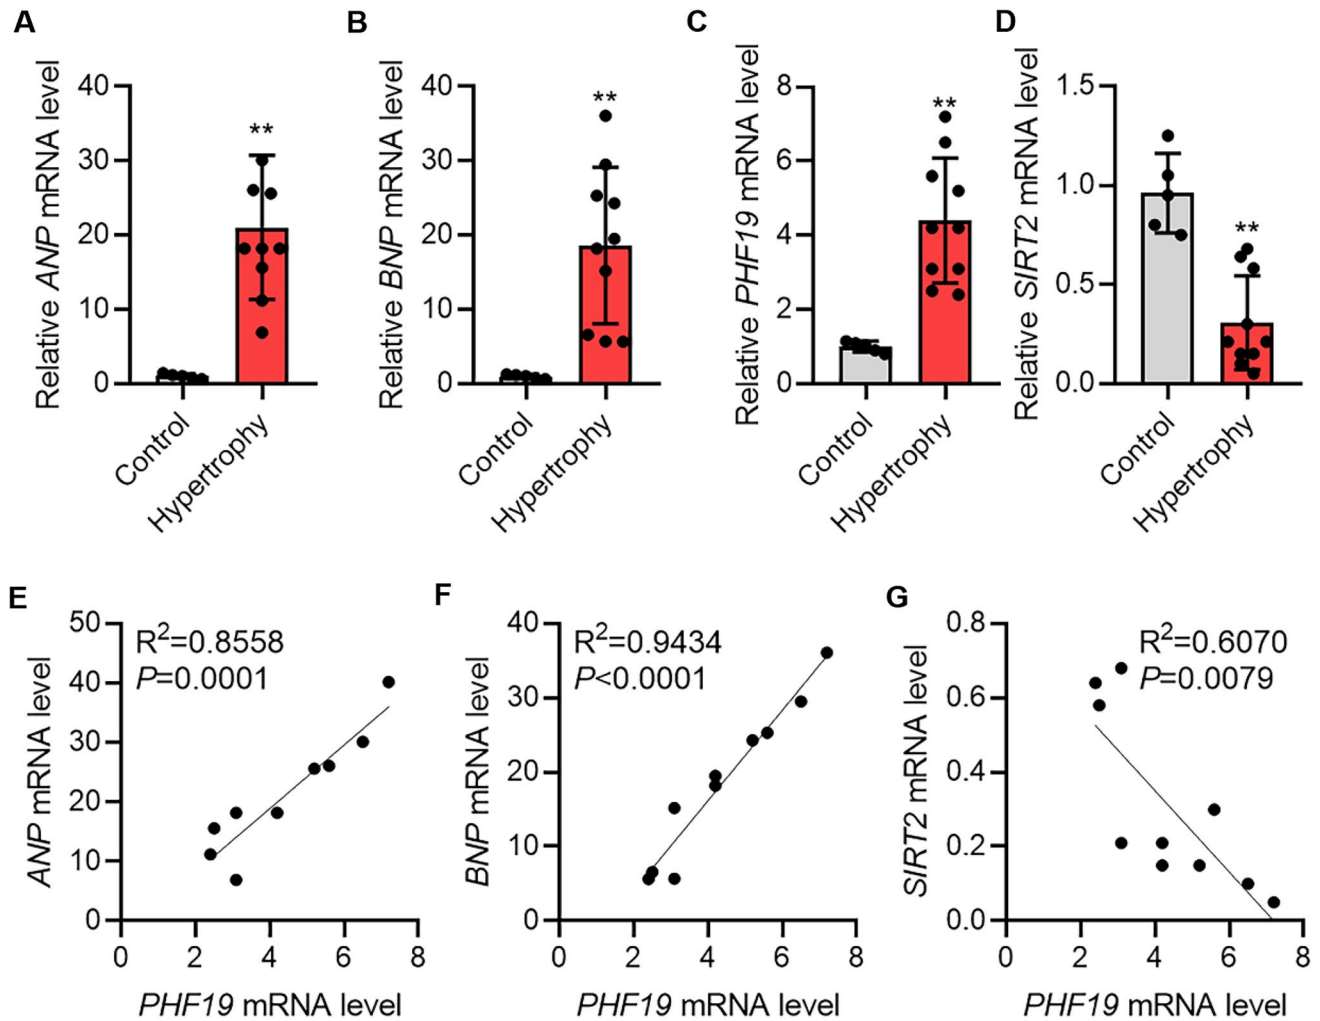 A
Relative ANP mRNA level
40
30
20
10
0
**
Control
Hypertrophy
B
Relative BNP mRNA level
40
30
20
10
0
**
Control
Hypertrophy
C
Relative PHF19 mRNA level
8
6
4
2
0
**
Control
Hypertrophy
D
Relative SIRT2 mRNA level
1.5
1.0
0.5
0.0
**
Control
Hypertrophy
E
ANP mRNA level
50
40
30
20
10
0
R²=0.8558
P=0.0001
0 2 4 6 8
PHF19 mRNA level
F
BNP mRNA level
40
30
20
10
0
R²=0.9434
P<0.0001
0 2 4 6 8
PHF19 mRNA level
G
SIRT2 mRNA level
0.8
0.6
0.4
0.2
0.0
R²=0.6070
P=0.0079
0 2 4 6 8
PHF19 mRNA level